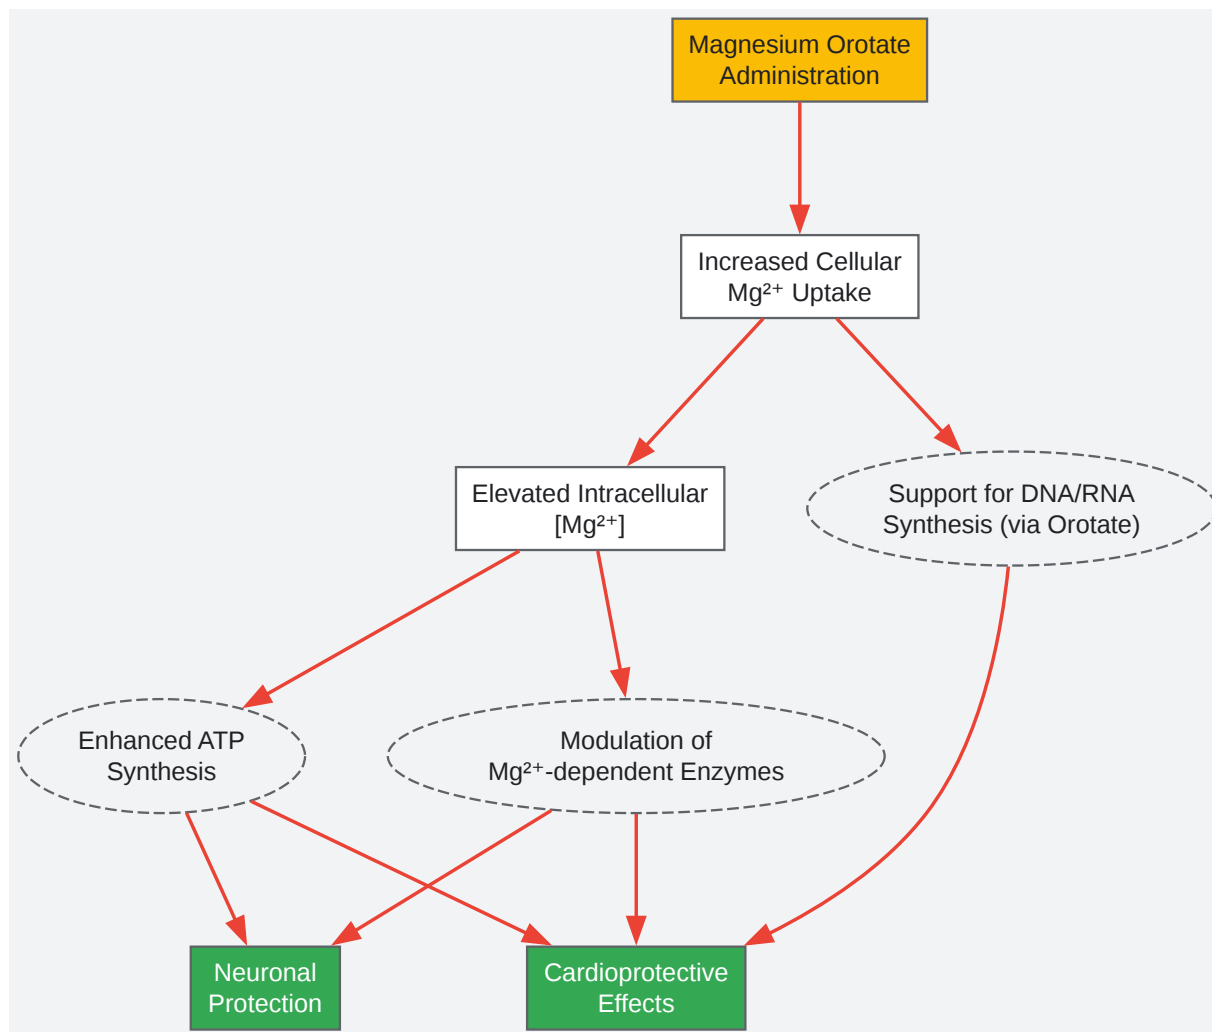 Magnesium Orotate
Administration
Increased Cellular
Mg²⁺ Uptake
Elevated Intracellular
[Mg²⁺]
Support for DNA/RNA
Synthesis (via Orotate)
Enhanced ATP
Synthesis
Modulation of
Mg²⁺-dependent Enzymes
Neuronal
Protection
Cardioprotective
Effects